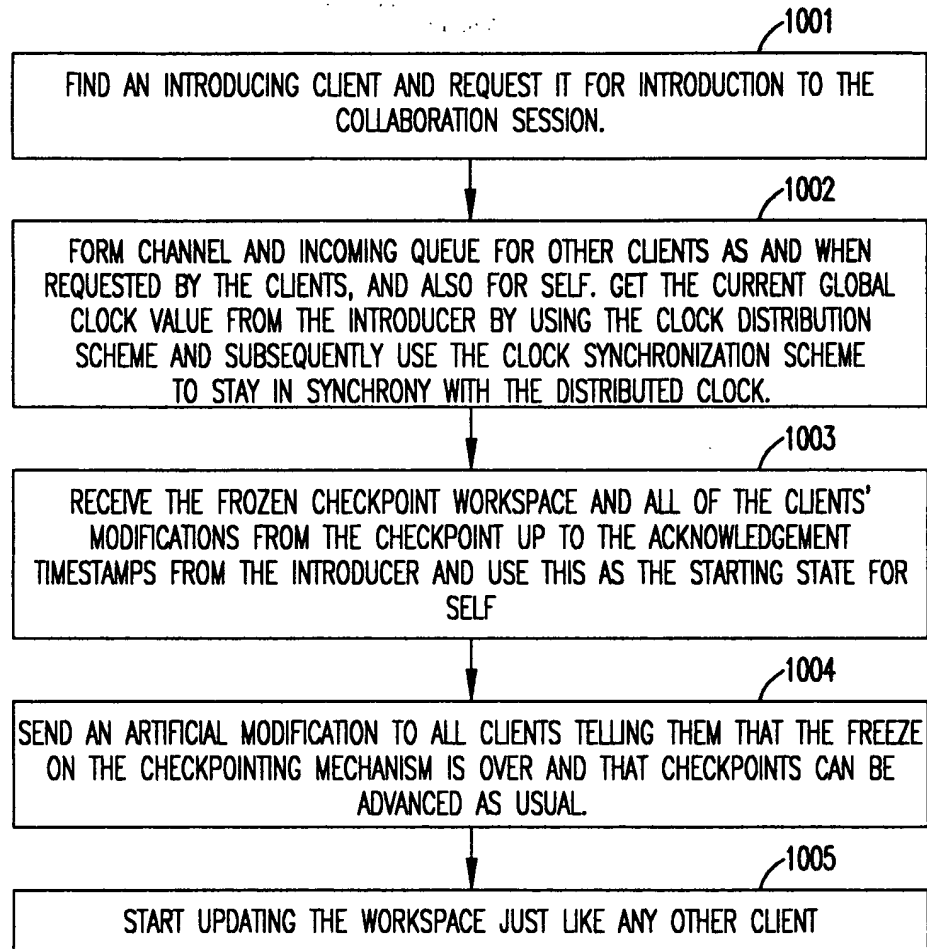 1001
FIND AN INTRODUCING CLIENT AND REQUEST IT FOR INTRODUCTION TO THE
COLLABORATION SESSION.
1002
FORM CHANNEL AND INCOMING QUEUE FOR OTHER CLIENTS AS AND WHEN
REQUESTED BY THE CLIENTS, AND ALSO FOR SELF. GET THE CURRENT GLOBAL
CLOCK VALUE FROM THE INTRODUCER BY USING THE CLOCK DISTRIBUTION
SCHEME AND SUBSEQUENTLY USE THE CLOCK SYNCHRONIZATION SCHEME
TO STAY IN SYNCHRONY WITH THE DISTRIBUTED CLOCK.
1003
RECEIVE THE FROZEN CHECKPOINT WORKSPACE AND ALL OF THE CLIENTS'
MODIFICATIONS FROM THE CHECKPOINT UP TO THE ACKNOWLEDGEMENT
TIMESTAMPS FROM THE INTRODUCER AND USE THIS AS THE STARTING STATE FOR
SELF
1004
SEND AN ARTIFICIAL MODIFICATION TO ALL CLIENTS TELLING THEM THAT THE FREEZE
ON THE CHECKPOINTING MECHANISM IS OVER AND THAT CHECKPOINTS CAN BE
ADVANCED AS USUAL.
1005
START UPDATING THE WORKSPACE JUST LIKE ANY OTHER CLIENT